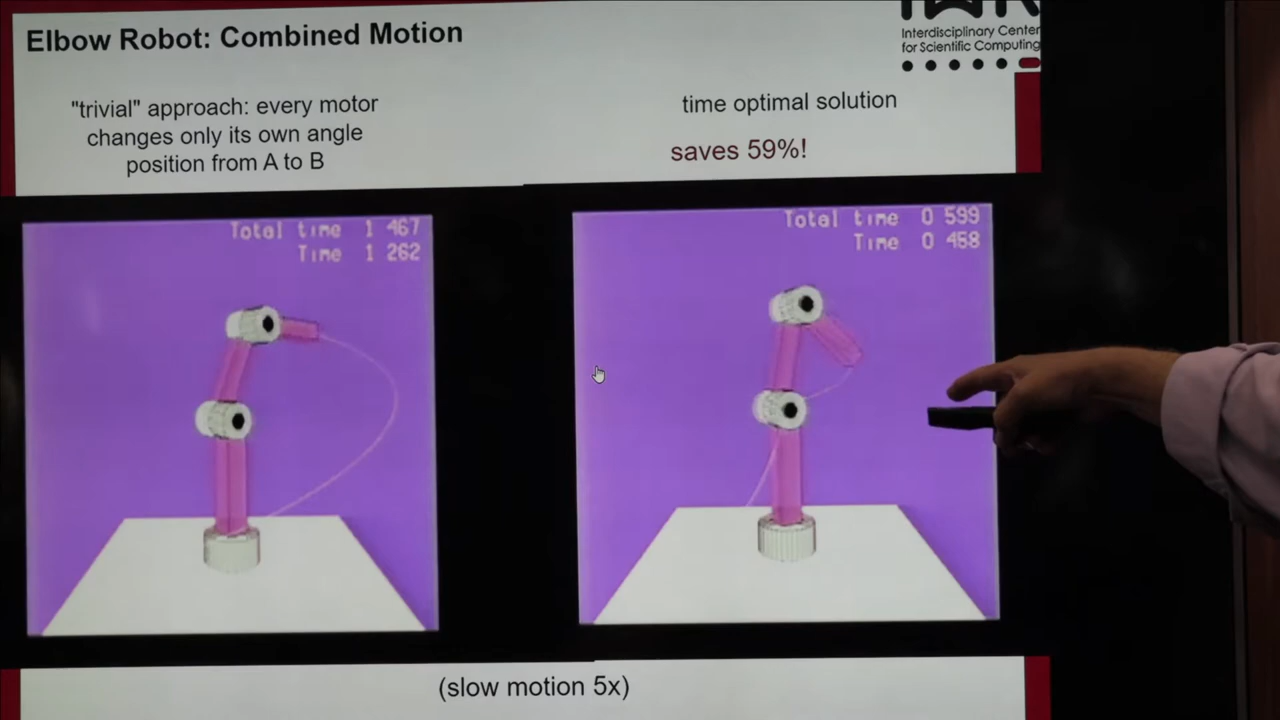 Elbow Robot: Combined Motion
IWR
Interdisciplinary Center
for Scientific Computing
"trivial" approach: every motor
changes only its own angle
position from A to B
time optimal solution
saves 59%!
Total time 1 467
Time 1 262
Total time 0 599
Time 0 458
(slow motion 5x)